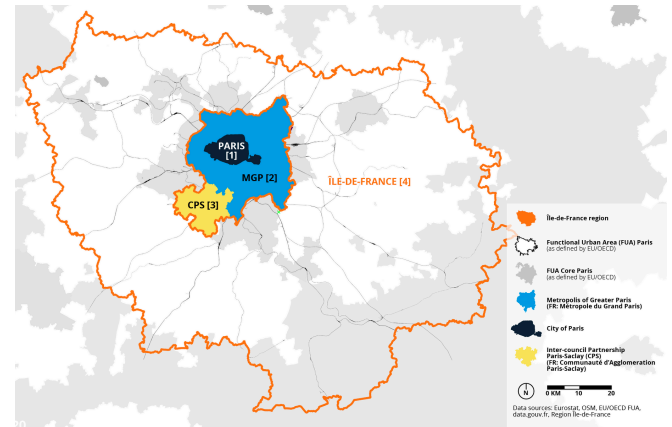 PARIS
[1]
MGP [2]
ÎLE-DE-FRANCE [4]
CPS [3]
Île-de-France region
Functional Urban Area (FUA) Paris
(as defined by EU/OECD)
FUA Core Paris
(as defined by EU/OECD)
Metropolis of Greater Paris
(FR: Métropole du Grand Paris)
City of Paris
Inter-council Partnership
Paris-Saclay (CPS)
(FR: Communauté d'Agglomeration
Paris-Saclay)
N
0 KM 10 20
Data sources: Eurostat, OSM, EU/OECD FUA,
data.gouv.fr, Région Île-de-France
20